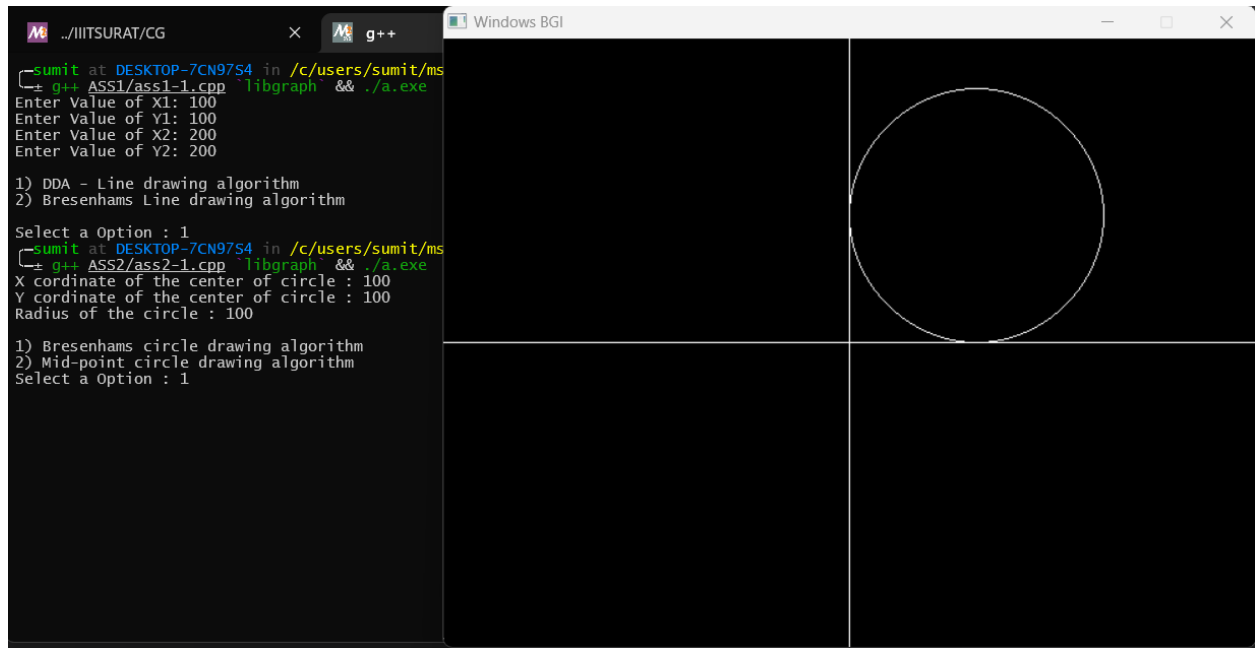 ../IIITSURAT/CG
g++
Windows BGI
sumit at DESKTOP-7CN97S4 in /c/users/sumit/ms
± g++ ASS1/ass1-1.cpp `libgraph` && ./a.exe
Enter Value of X1: 100
Enter Value of Y1: 100
Enter Value of X2: 200
Enter Value of Y2: 200
1) DDA - Line drawing algorithm
2) Bresenhams Line drawing algorithm
Select a Option : 1
sumit at DESKTOP-7CN97S4 in /c/users/sumit/ms
± g++ ASS2/ass2-1.cpp `libgraph` && ./a.exe
X cordinate of the center of circle : 100
Y cordinate of the center of circle : 100
Radius of the circle : 100
1) Bresenhams circle drawing algorithm
2) Mid-point circle drawing algorithm
Select a Option : 1